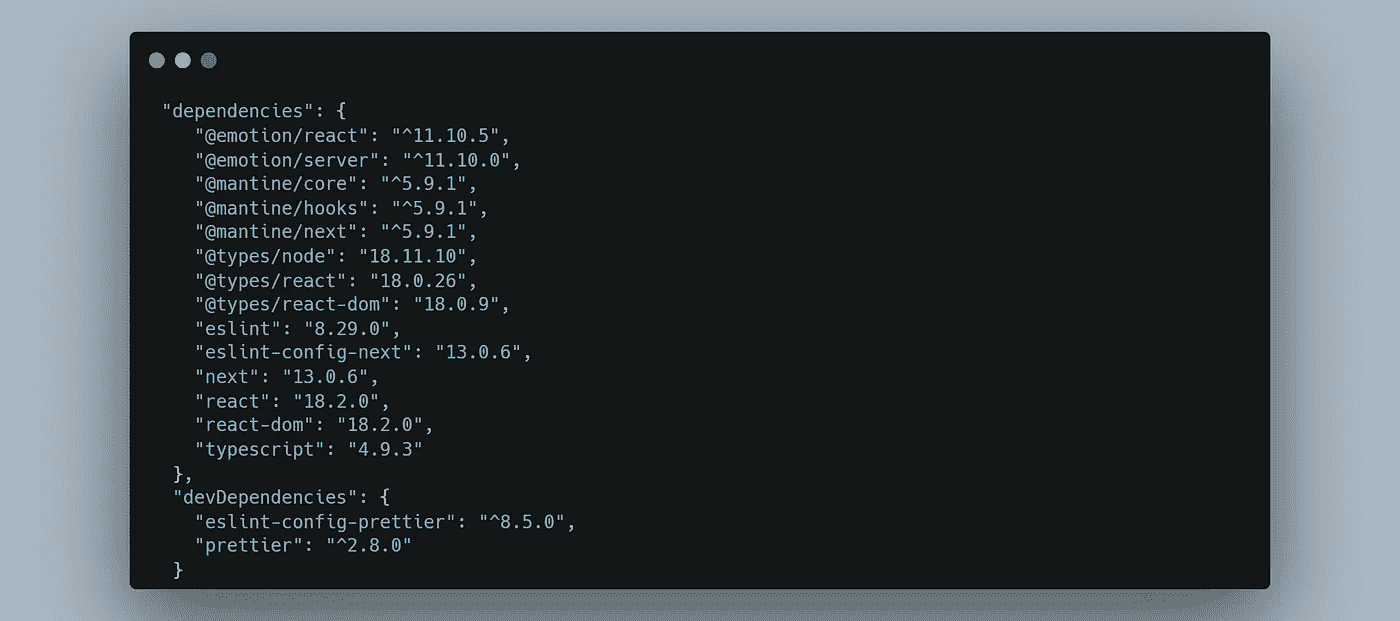 "dependencies": {
"@emotion/react": "^11.10.5",
"@emotion/server": "^11.10.0",
"@mantine/core": "^5.9.1",
"@mantine/hooks": "^5.9.1",
"@mantine/next": "^5.9.1",
"@types/node": "18.11.10",
"@types/react": "18.0.26",
"@types/react-dom": "18.0.9",
"eslint": "8.29.0",
"eslint-config-next": "13.0.6",
"next": "13.0.6",
"react": "18.2.0",
"react-dom": "18.2.0",
"typescript": "4.9.3"
},
"devDependencies": {
"eslint-config-prettier": "^8.5.0",
"prettier": "^2.8.0"
}